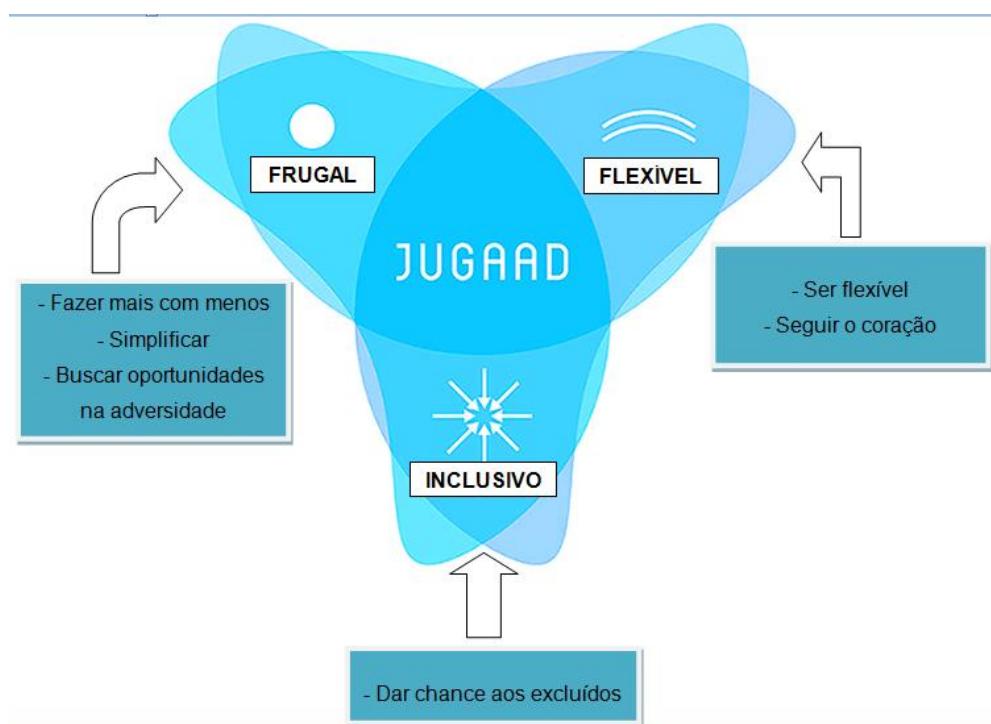 FRUGAL
FLEXÍVEL
JUGAAD
- Fazer mais com menos
- Simplificar
- Buscar oportunidades
na adversidade
- Ser flexível
- Seguir o coração
INCLUSIVO
- Dar chance aos excluídos